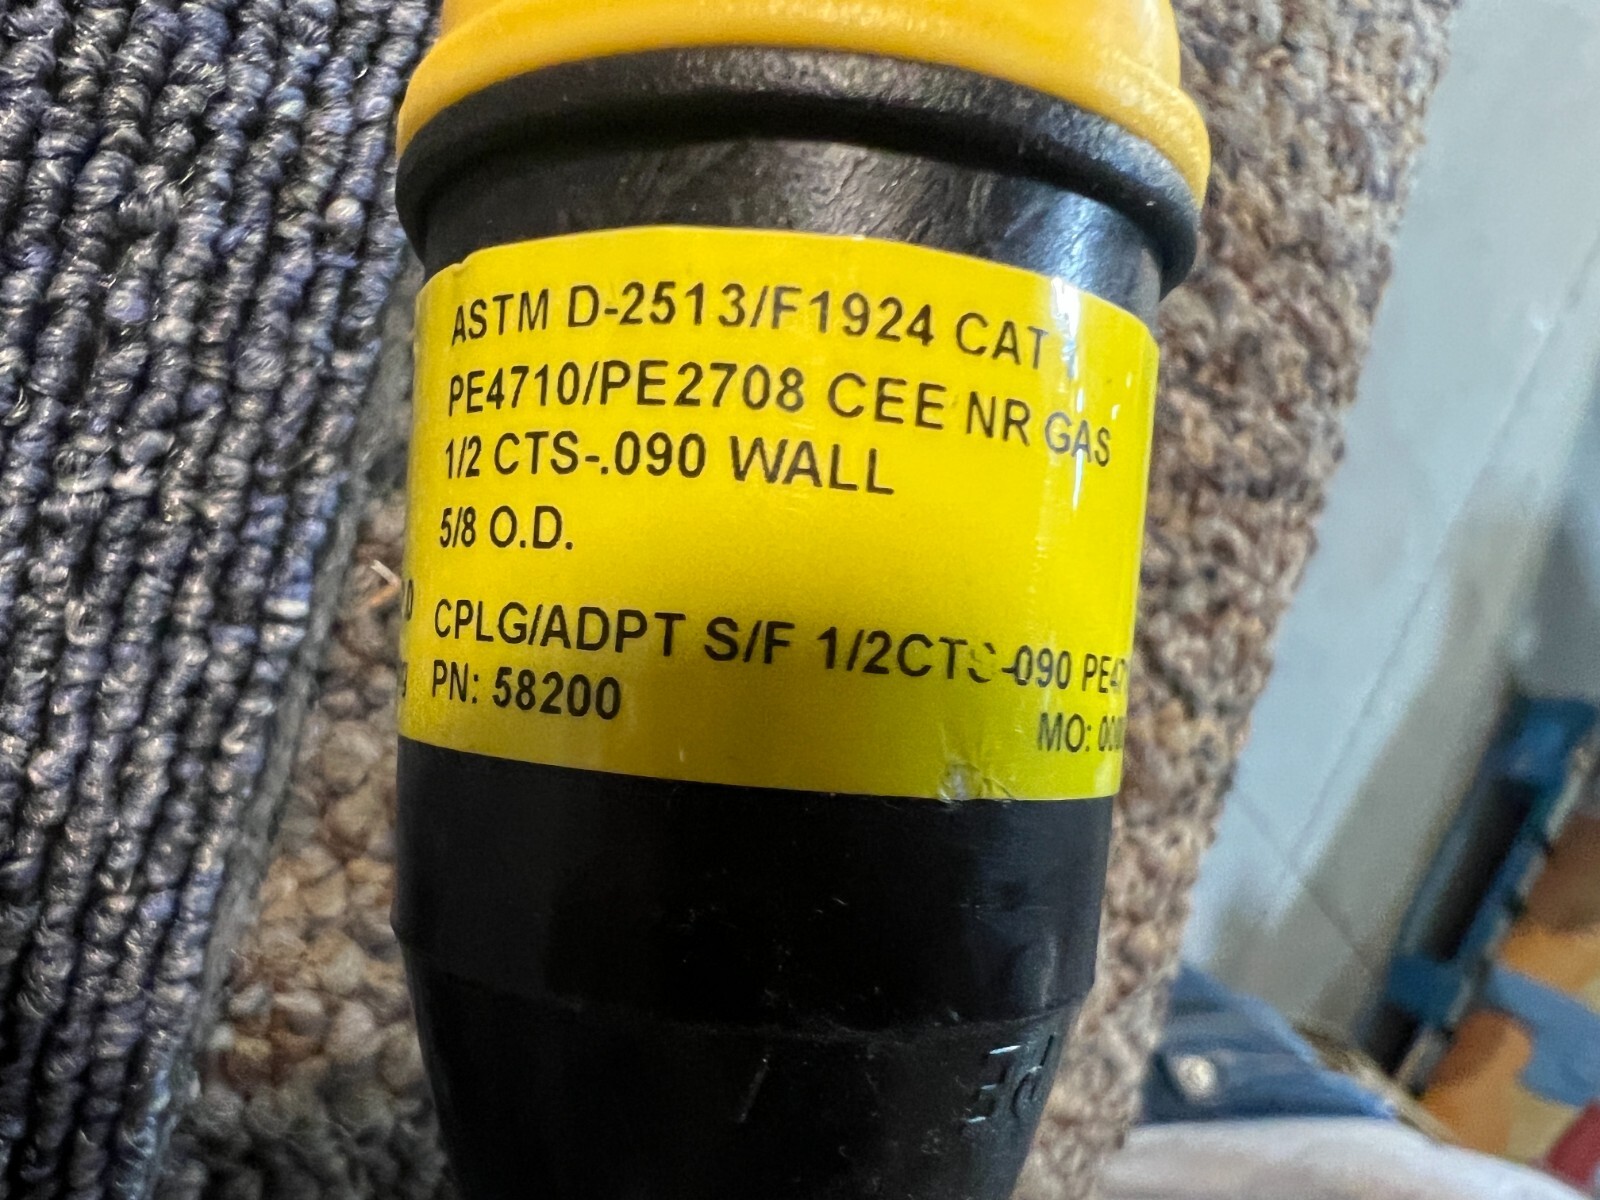 ASTM D-2513/F1924 CAT
PE4710/PE2708 CEE NR GAS
1/2 CTS-.090 WALL
5/8 O.D.
CPLG/ADPT S/F 1/2CTS-090
PN: 58200
MO:
PE